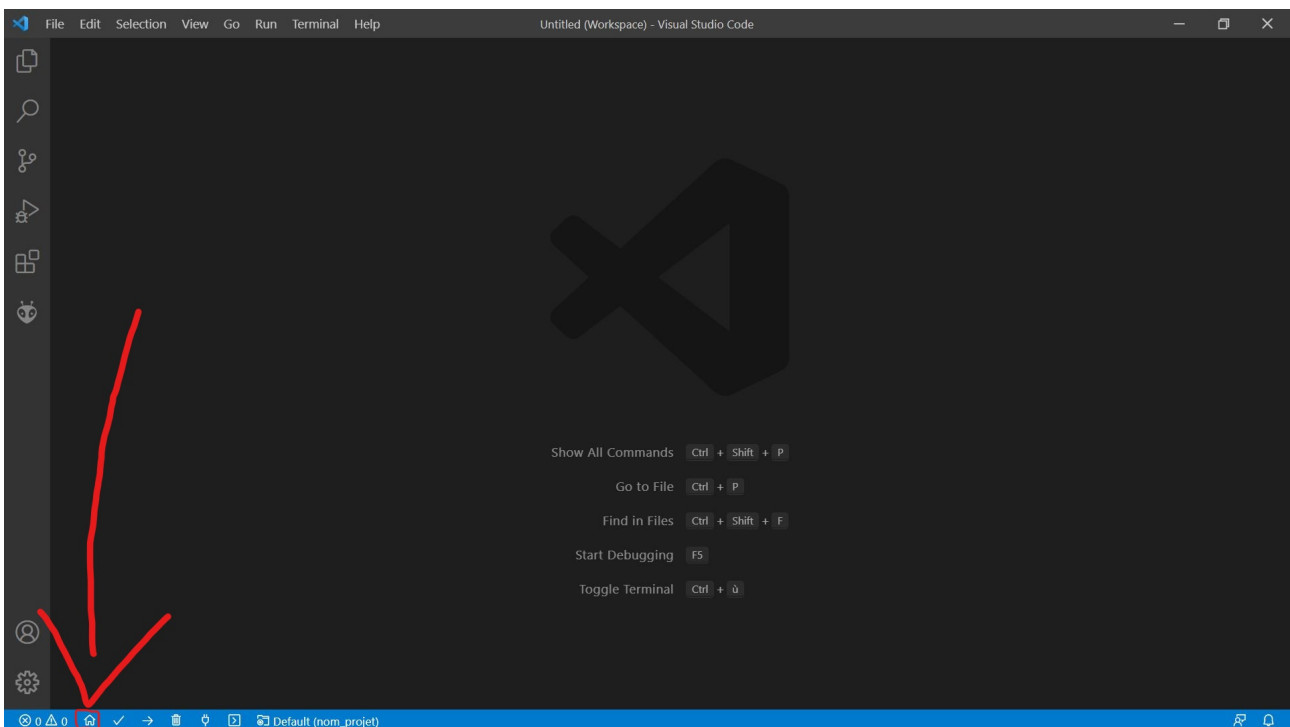 File Edit Selection View Go Run Terminal Help Untitled (Workspace) - Visual Studio Code
Show All Commands Ctrl + Shift + P
Go to File Ctrl + P
Find in Files Ctrl + Shift + F
Start Debugging F5
Toggle Terminal Ctrl + ù
0 0 Default (nom_projet)